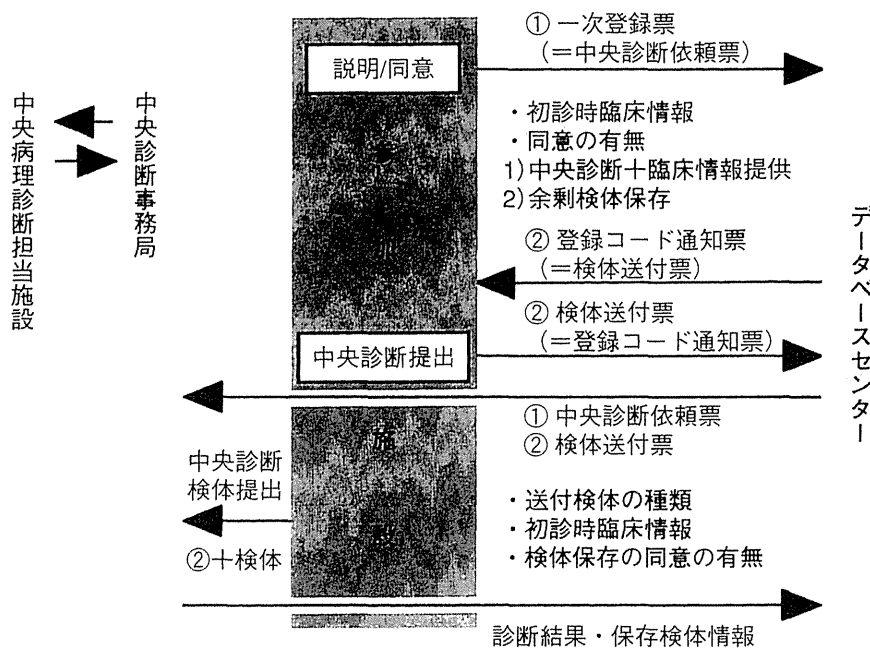 ① 一次登録票
(=中央診断依頼票)
説明/同意
中央病理診断担当施設
中央診断事務局
・初診時臨床情報
・同意の有無
1)中央診断十臨床情報提供
2)余剰検体保存
② 登録コード通知票
(=検体送付票)
② 検体送付票
(=登録コード通知票)
データベースセンター
中央診断提出
① 中央診断依頼票
② 検体送付票
施
中央診断
検体提出
②十検体
・送付検体の種類
・初診時臨床情報
・検体保存の同意の有無
診断結果・保存検体情報